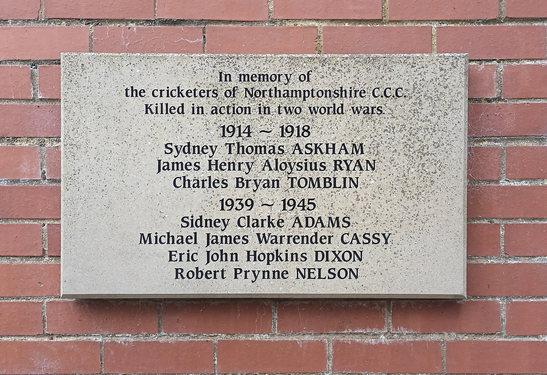 In memory of
the cricketers of Northamptonshire C.C.C.
Killed in action in two world wars
1914 ~ 1918
Sydney Thomas ASKHAM
James Henry Aloysius RYAN
Charles Bryan TOMBLIN
1939 ~ 1945
Sidney Clarke ADAMS
Michael James Warrender CASSY
Eric John Hopkins DIXON
Robert Prynne NELSON